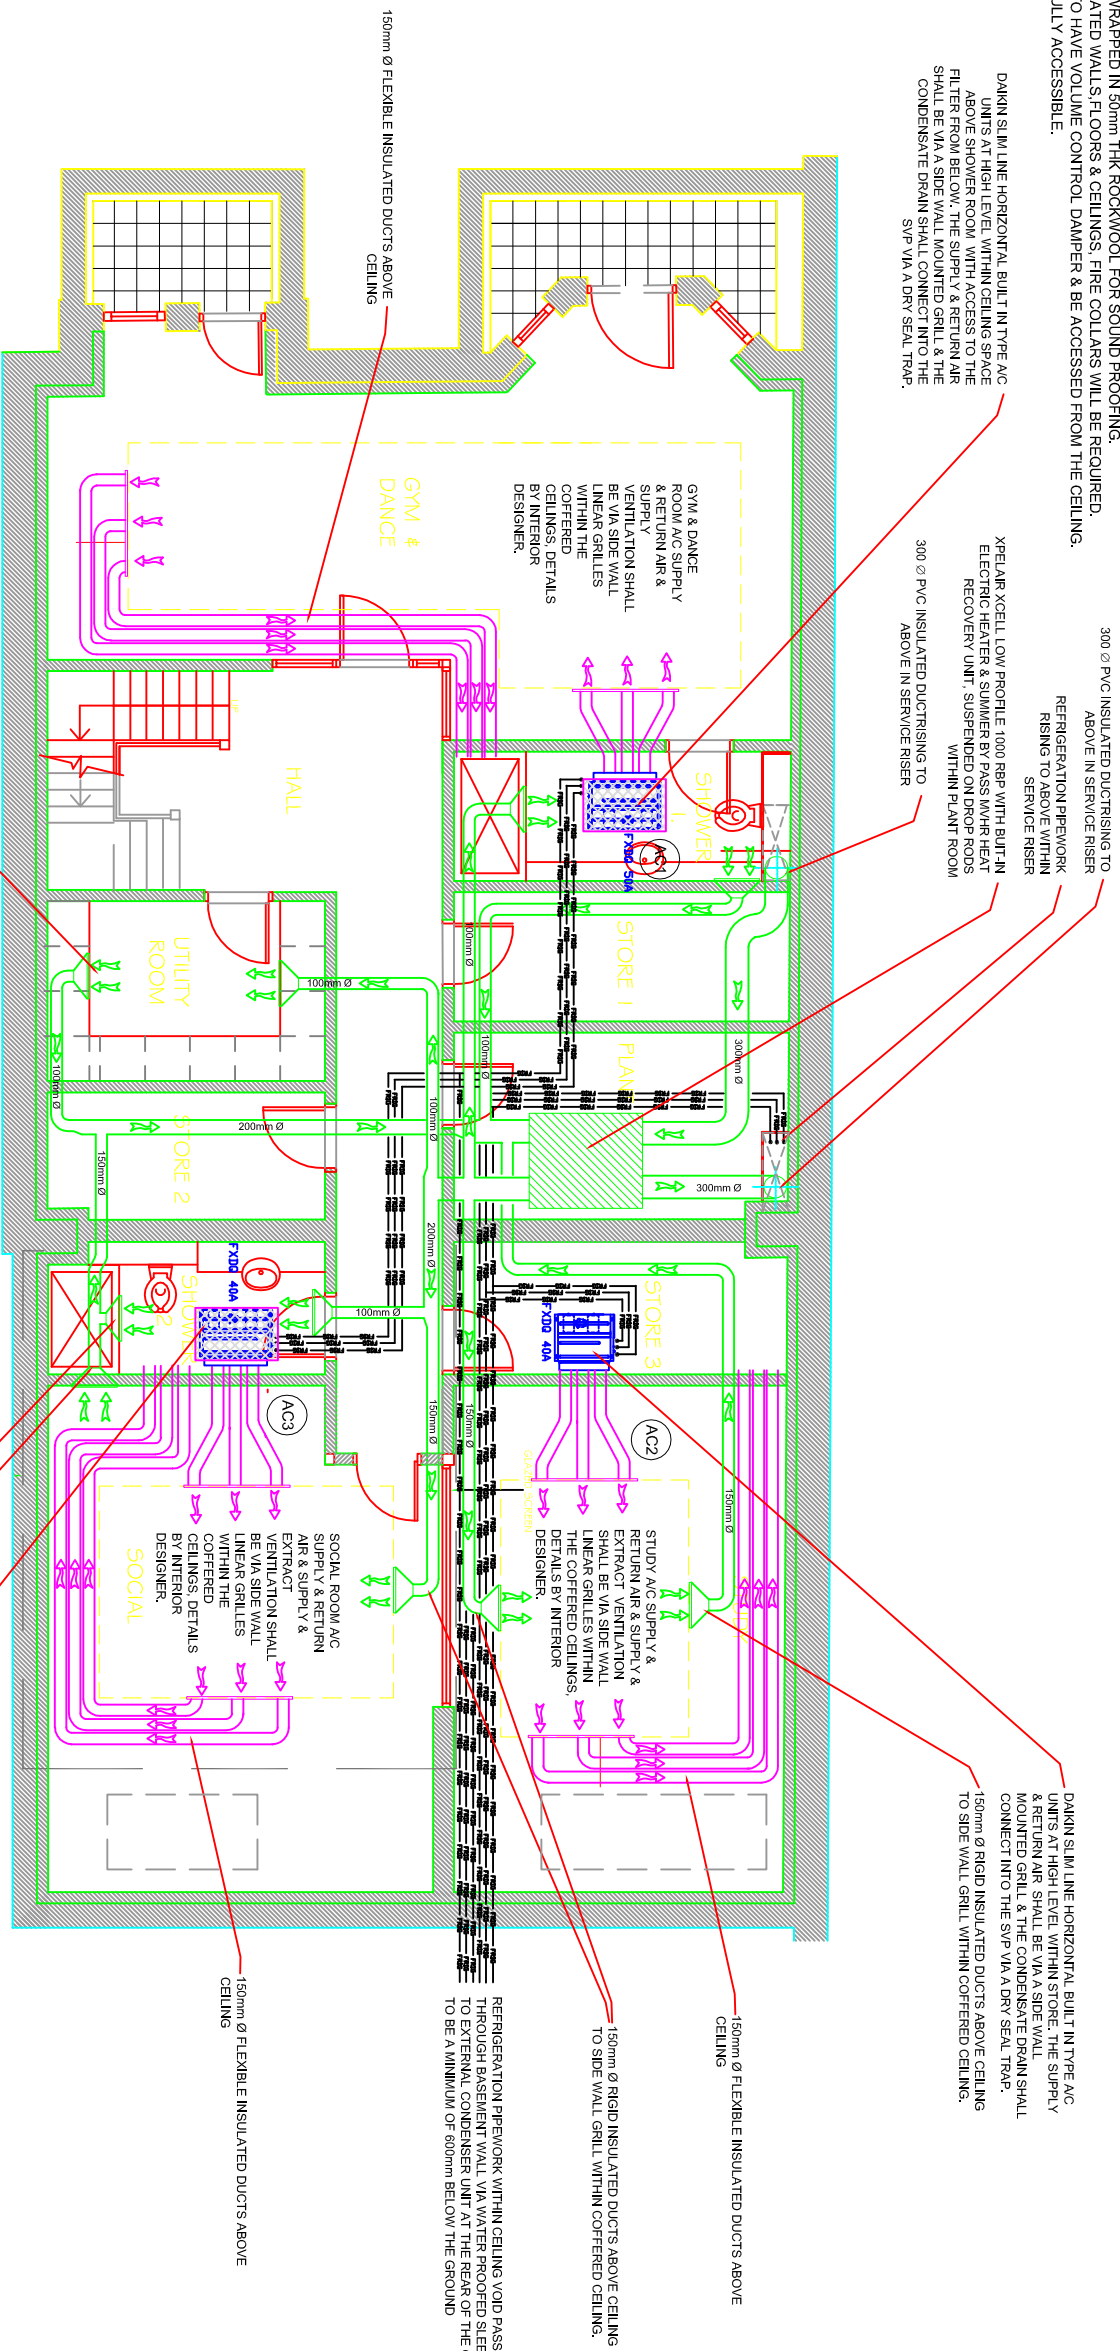 WRAPPED IN 50mm THK ROCKWOOL FOR SOUND PROOFING.
ATED WALLS,FLOORS & CEILINGS, FIRE COLLARS WILL BE REQUIRED.
TO HAVE VOLUME CONTROL DAMPER & BE ACCESSED FROM THE CEILING.
ULLY ACCESSIBLE.
300 Ø PVC INSULATED DUCTRISING TO
ABOVE IN SERVICE RISER
REFRIGERATION PIPEWORK
RISING TO ABOVE WITHIN
SERVICE RISER
XPELAIR XCELL LOW PROFILE 1000 RBP WITH BUIT-IN
ELECTRIC HEATER & SUMMER BY PASS MVHR HEAT
RECOVERY UNIT, SUSPENDED ON DROP RODS
WITHIN PLANT ROOM
300 Ø PVC INSULATED DUCTRISING TO
ABOVE IN SERVICE RISER
DAIKIN SLIM LINE HORIZONTAL BUILT IN TYPE A/C
UNITS AT HIGH LEVEL WITHIN CEILING SPACE
ABOVE SHOWER ROOM, WITH ACCESS TO THE
FILTER FROM BELOW. THE SUPPLY & RETURN AIR
SHALL BE VIA A SIDE WALL MOUNTED GRILL & THE
CONDENSATE DRAIN SHALL CONNECT INTO THE
SVP VIA A DRY SEAL TRAP.
DAIKIN SLIM LINE HORIZONTAL BUILT IN TYPE A/C
UNITS AT HIGH LEVEL WITHIN STORE. THE SUPPLY
& RETURN AIR SHALL BE VIA A SIDE WALL
MOUNTED GRILL & THE CONDENSATE DRAIN SHALL
CONNECT INTO THE SVP VIA A DRY SEAL TRAP.
150mm Ø RIGID INSULATED DUCTS ABOVE CEILING
TO SIDE WALL GRILL WITHIN COFFERED CEILING.
150mm Ø FLEXIBLE INSULATED DUCTS ABOVE
CEILING
150mm Ø RIGID INSULATED DUCTS ABOVE CEILING
TO SIDE WALL GRILL WITHIN COFFERED CEILING.
REFRIGERATION PIPEWORK WITHIN CEILING VOID PASS
THROUGH BASEMENT WALL VIA WATER PROOFED SLEE
TO EXTERNAL CONDENSER UNIT AT THE REAR OF THE
TO BE A MINIMUM OF 600mm BELOW THE GROUND
150mm Ø FLEXIBLE INSULATED DUCTS ABOVE
CEILING
150mm Ø FLEXIBLE INSULATED DUCTS ABOVE
CEILING
GYM & DANCE
ROOM A/C SUPPLY
& RETURN AIR &
SUPPLY
VENTILATION SHALL
BE VIA SIDE WALL
LINEAR GRILLES
WITHIN THE
COFFERED
CEILINGS, DETAILS
BY INTERIOR
DESIGNER.
GYM &
DANCE
SHOWER
1
AC1
FXDQ 50A
STORE 1
PLAN
300mm Ø
300mm Ø
HALL
UTILITY
ROOM
STORE 2
100mm Ø
100mm Ø
100mm Ø
100mm Ø
100mm Ø
200mm Ø
200mm Ø
150mm Ø
100mm Ø
150mm Ø
150mm Ø
150mm Ø
STORE 3
FXDQ 40A
AC2
STUDY A/C SUPPLY &
RETURN AIR & SUPPLY &
EXTRACT VENTILATION
SHALL BE VIA SIDE WALL
LINEAR GRILLES WITHIN
THE COFFERED CEILINGS,
DETAILS BY INTERIOR
DESIGNER.
SHOWER
2
FXDQ 40A
AC3
SOCIAL ROOM A/C
SUPPLY & RETURN
AIR & SUPPLY &
EXTRACT
VENTILATION SHALL
BE VIA SIDE WALL
LINEAR GRILLES
WITHIN THE
COFFERED
CEILINGS, DETAILS
BY INTERIOR
DESIGNER.
SOCIAL